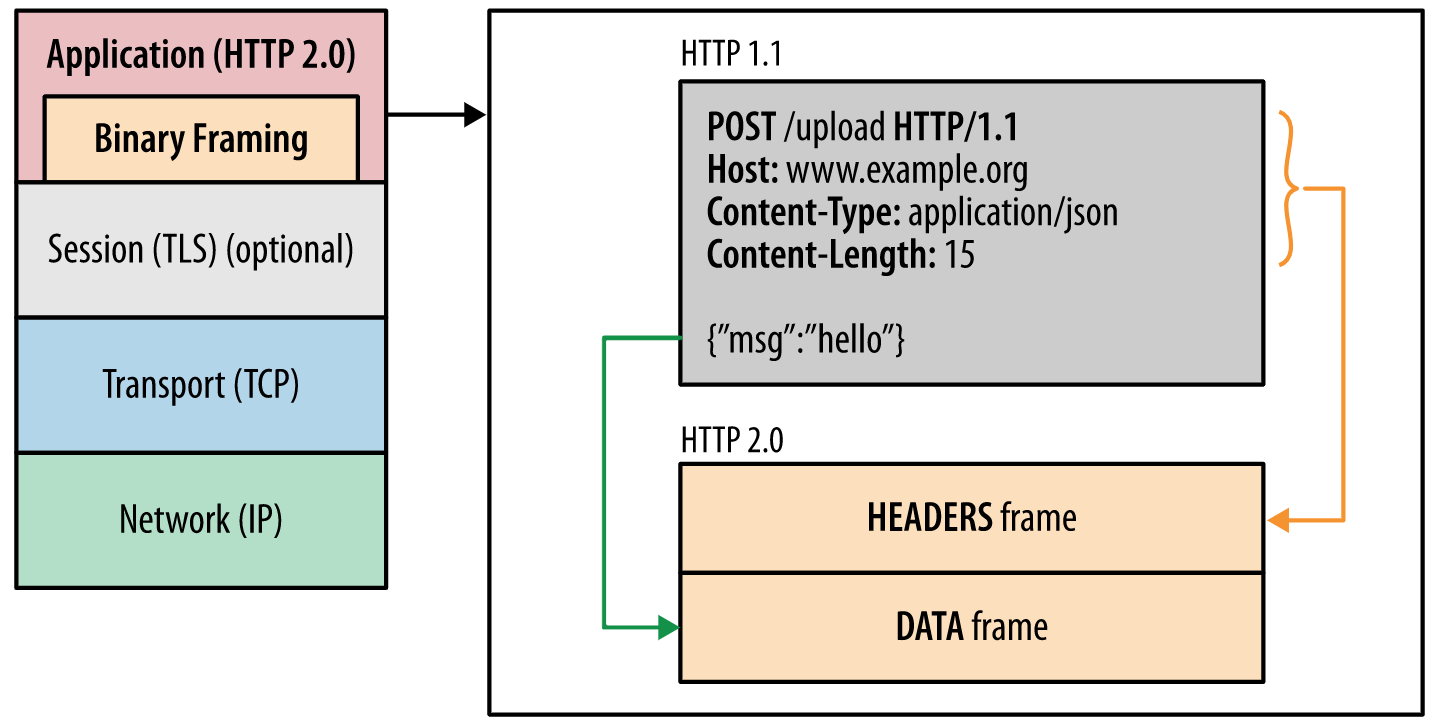 Application (HTTP 2.0)
Binary Framing
Session (TLS) (optional)
Transport (TCP)
Network (IP)
HTTP 1.1
POST /upload HTTP/1.1
Host: www.example.org
Content-Type: application/json
Content-Length: 15
{”msg”:”hello”}
HTTP 2.0
HEADERS frame
DATA frame